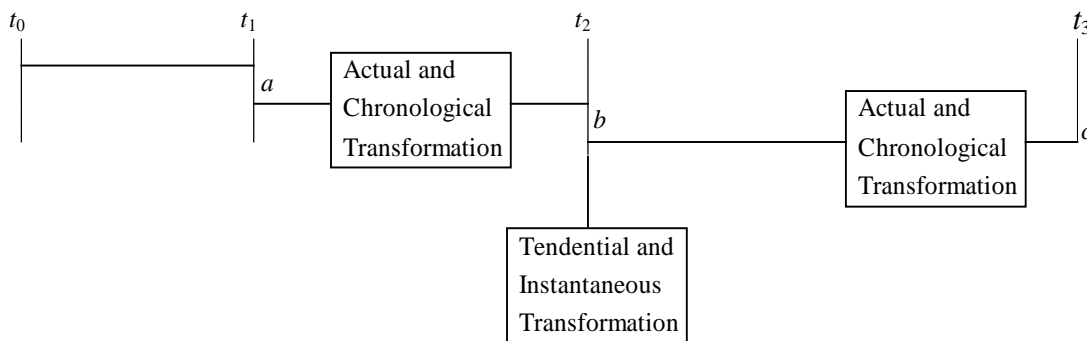 t0 t1 t2 t3
a
Actual and
Chronological
Transformation
b
Actual and
Chronological
Transformation
c
Tendential and
Instantaneous
Transformation